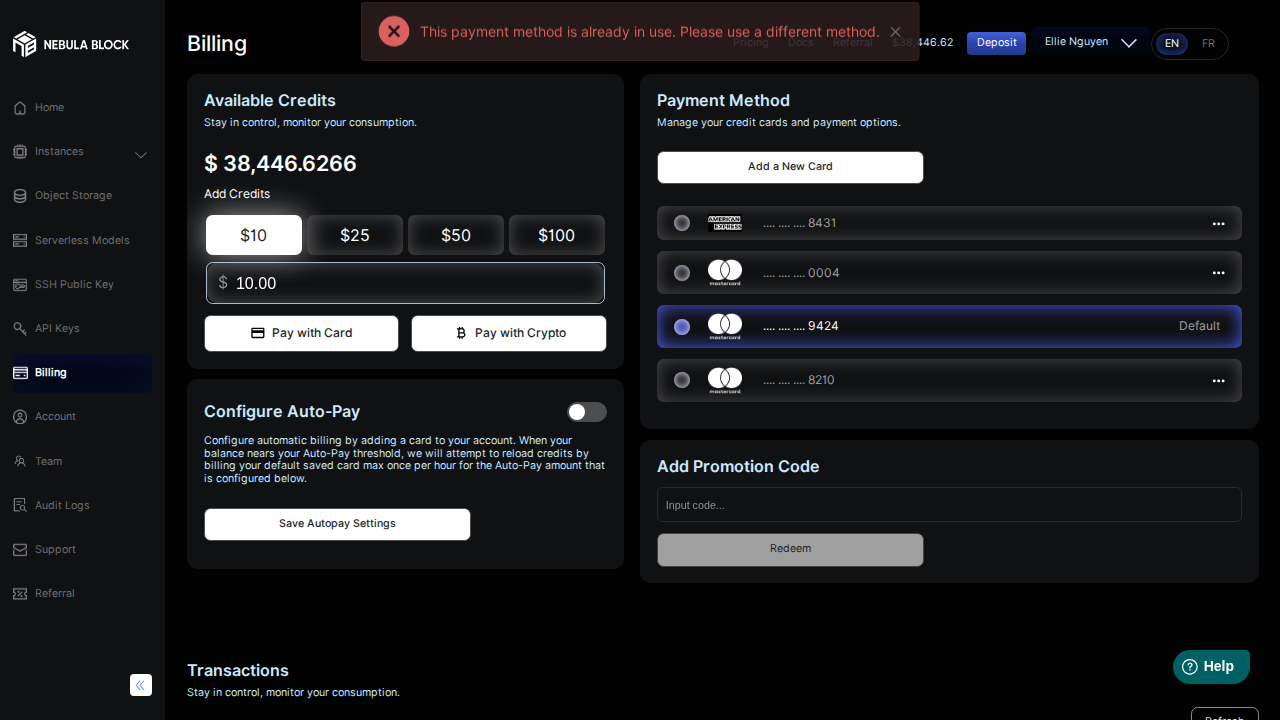 This payment method is already in use. Please use a different method.
NEBULA BLOCK
Billing
Pricing
Docs
Referral
$38,446.62
Deposit
Ellie Nguyen
EN
FR
Home
Instances
Object Storage
Serverless Models
SSH Public Key
API Keys
Billing
Account
Team
Audit Logs
Support
Referral
Available Credits
Stay in control, monitor your consumption.
$ 38,446.6266
Add Credits
$10
$25
$50
$100
$ 10.00
Pay with Card
Pay with Crypto
Configure Auto-Pay
Configure automatic billing by adding a card to your account. When your
balance nears your Auto-Pay threshold, we will attempt to reload credits by
billing your default saved card max once per hour for the Auto-Pay amount that
is configured below.
Save Autopay Settings
Payment Method
Manage your credit cards and payment options.
Add a New Card
AMERICAN
EXPRESS
.... .... .... 8431
mastercard
.... .... .... 0004
mastercard
.... .... .... 9424
Default
mastercard
.... .... .... 8210
Add Promotion Code
Input code...
Redeem
Transactions
Stay in control, monitor your consumption.
Help
Refresh